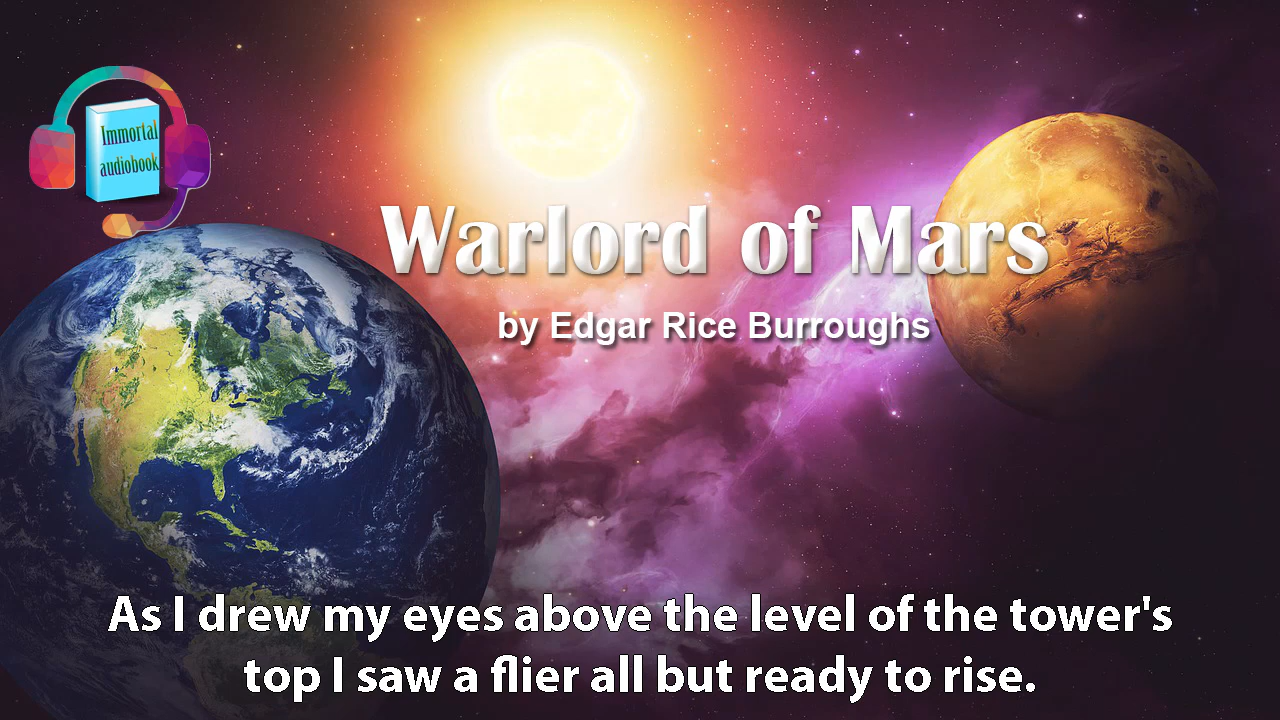 Immortal
audiobook
Warlord of Mars
by Edgar Rice Burroughs
As I drew my eyes above the level of the tower's
top I saw a flier all but ready to rise.